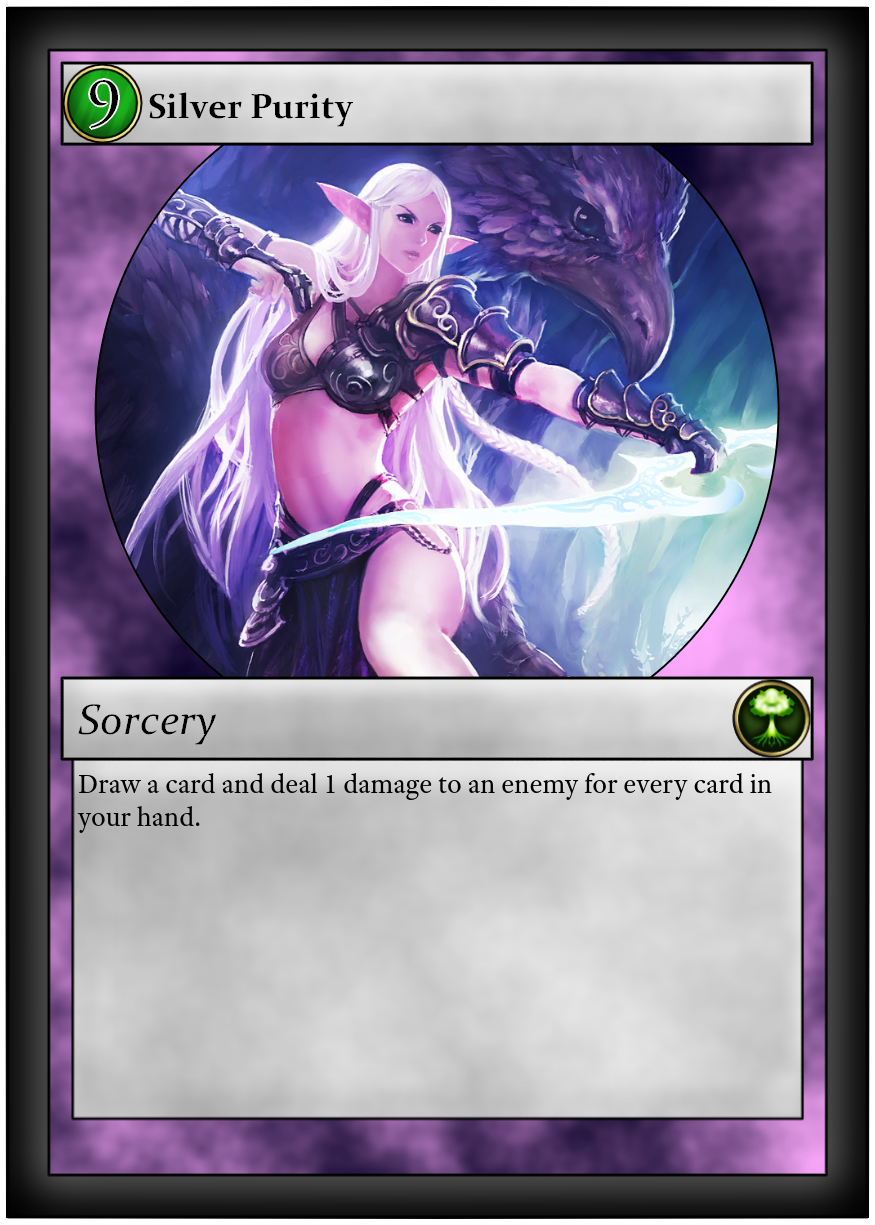 9 Silver Purity
Sorcery
Draw a card and deal 1 damage to an enemy for every card in
your hand.